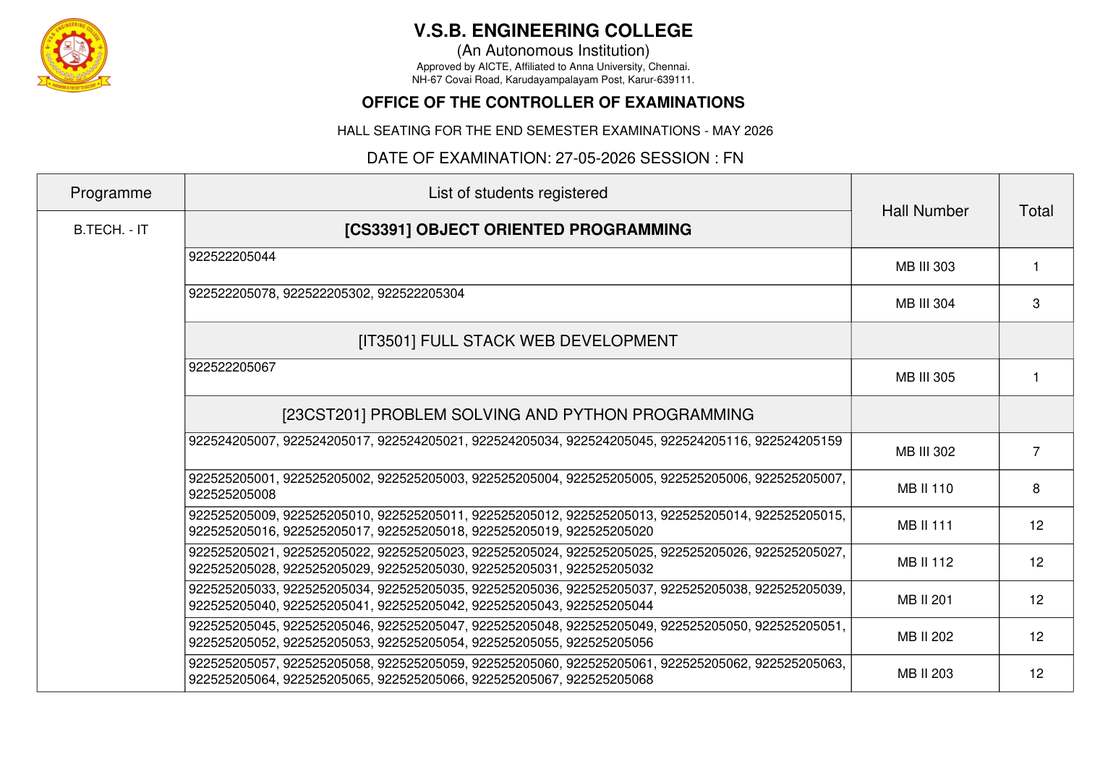 V.S.B. ENGINEERING COLLEGE
(An Autonomous Institution)
Approved by AICTE, Affiliated to Anna University, Chennai.
NH-67 Covai Road, Karudayampalayam Post, Karur-639111.
OFFICE OF THE CONTROLLER OF EXAMINATIONS
HALL SEATING FOR THE END SEMESTER EXAMINATIONS - MAY 2026
DATE OF EXAMINATION: 27-05-2026 SESSION : FN
Programme List of students registered Hall Number Total
B.TECH. - IT [CS3391] OBJECT ORIENTED PROGRAMMING
922522205044 MB III 303 1
922522205078, 922522205302, 922522205304 MB III 304 3
[IT3501] FULL STACK WEB DEVELOPMENT
922522205067 MB III 305 1
[23CST201] PROBLEM SOLVING AND PYTHON PROGRAMMING
922524205007, 922524205017, 922524205021, 922524205034, 922524205045, 922524205116, 922524205159 MB III 302 7
922525205001, 922525205002, 922525205003, 922525205004, 922525205005, 922525205006, 922525205007,
922525205008 MB II 110 8
922525205009, 922525205010, 922525205011, 922525205012, 922525205013, 922525205014, 922525205015,
922525205016, 922525205017, 922525205018, 922525205019, 922525205020 MB II 111 12
922525205021, 922525205022, 922525205023, 922525205024, 922525205025, 922525205026, 922525205027,
922525205028, 922525205029, 922525205030, 922525205031, 922525205032 MB II 112 12
922525205033, 922525205034, 922525205035, 922525205036, 922525205037, 922525205038, 922525205039,
922525205040, 922525205041, 922525205042, 922525205043, 922525205044 MB II 201 12
922525205045, 922525205046, 922525205047, 922525205048, 922525205049, 922525205050, 922525205051,
922525205052, 922525205053, 922525205054, 922525205055, 922525205056 MB II 202 12
922525205057, 922525205058, 922525205059, 922525205060, 922525205061, 922525205062, 922525205063,
922525205064, 922525205065, 922525205066, 922525205067, 922525205068 MB II 203 12